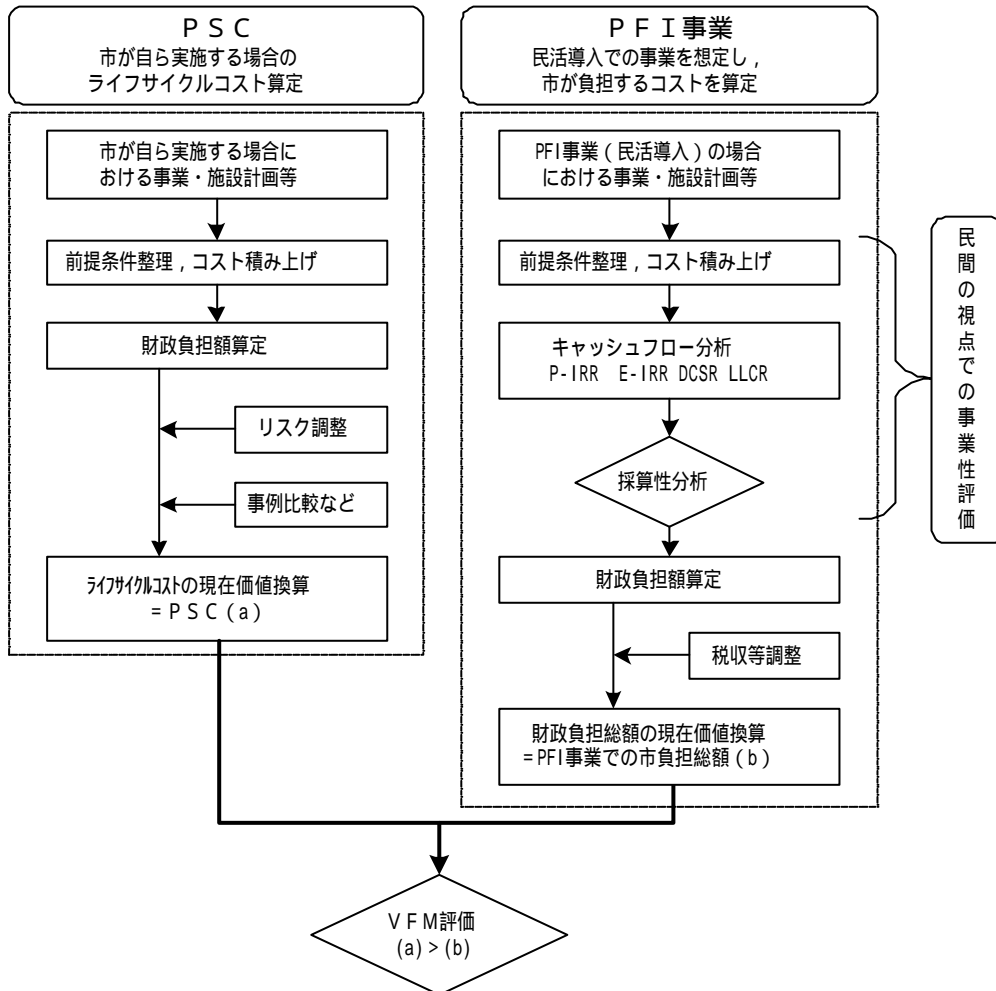 ＰＳＣ
市が自ら実施する場合の
ライフサイクルコスト算定
市が自ら実施する場合に
おける事業・施設計画等
前提条件整理，コスト積み上げ
財政負担額算定
リスク調整
事例比較など
ﾗｲﾌｻｲｸﾙｺｽﾄの現在価値換算
＝ＰＳＣ（a）
ＰＦＩ事業
民活導入での事業を想定し，
市が負担するコストを算定
PFI事業（民活導入）の場合
における事業・施設計画等
前提条件整理，コスト積み上げ
キャッシュフロー分析
P-IRR E-IRR DCSR LLCR
採算性分析
財政負担額算定
税収等調整
財政負担総額の現在価値換算
=PFI事業での市負担総額（b）
民間の視点での事業性評価
ＶＦＭ評価
(a)＞(b)